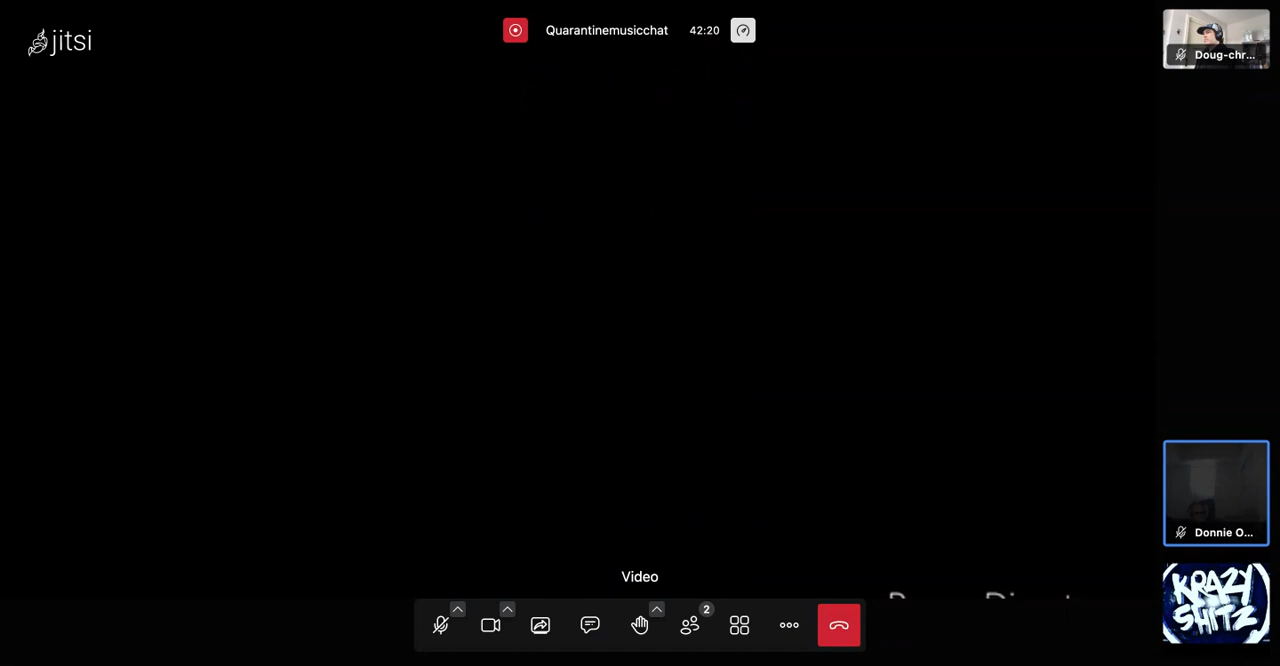 jitsi
Quarantinemusicchat
42:20
Doug-chr...
Donnie O...
Video
2
KRAZY
SHITZ